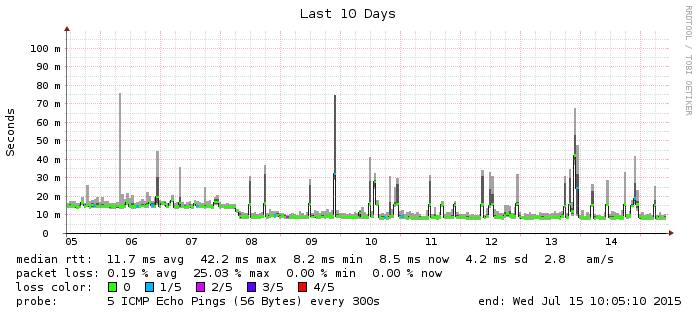 Last 10 Days
RRDTOOL / TOBI OETIKER
Seconds
100 m
90 m
80 m
70 m
60 m
50 m
40 m
30 m
20 m
10 m
0
05 06 07 08 09 10 11 12 13 14
median rtt: 11.7 ms avg 42.2 ms max 8.2 ms min 8.5 ms now 4.2 ms sd 2.8 am/s
packet loss: 0.19 % avg 25.03 % max 0.00 % min 0.00 % now
loss color: 0 1/5 2/5 3/5 4/5
probe: 5 ICMP Echo Pings (56 Bytes) every 300s end: Wed Jul 15 10:05:10 2015